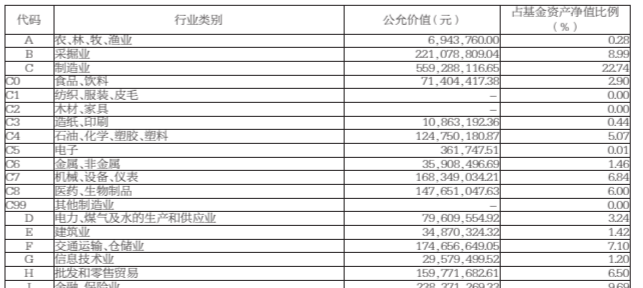 代码 行业类别 公允价值(元) 占基金资产净值比例(%)
A 农、林、牧、渔业 6,943,760.00 0.28
B 采掘业 221,078,809.04 8.99
C 制造业 559,288,116.65 22.74
C0 食品、饮料 71,404,417.38 2.90
C1 纺织、服装、皮毛 – 0.00
C2 木材、家具 – 0.00
C3 造纸、印刷 10,863,192.36 0.44
C4 石油、化学、塑胶、塑料 124,750,180.87 5.07
C5 电子 361,747.51 0.01
C6 金属、非金属 35,908,496.69 1.46
C7 机械、设备、仪表 168,349,034.21 6.84
C8 医药、生物制品 147,651,047.63 6.00
C99 其他制造业 – 0.00
D 电力、煤气及水的生产和供应业 79,609,554.92 3.24
E 建筑业 34,870,324.32 1.42
F 交通运输、仓储业 174,656,649.05 7.10
G 信息技术业 29,579,499.52 1.20
H 批发和零售贸易 159,771,682.61 6.50
I 金融、保险业 238,371,269.33 9.69